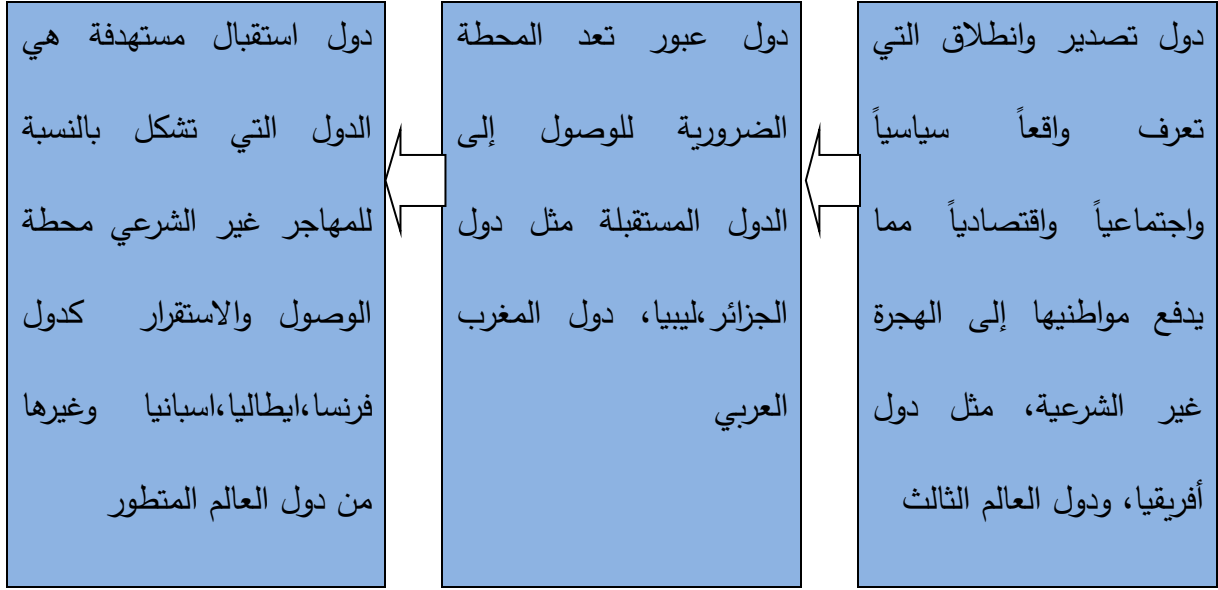 دول تصدير وانطلاق التي
تعرف واقعاً سياسياً
واجتماعياً واقتصادياً مما
يدفع مواطنيها إلى الهجرة
غير الشرعية، مثل دول
أفريقيا، ودول العالم الثالث
دول عبور تعد المحطة
الضرورية للوصول إلى
الدول المستقبلة مثل دول
الجزائر،ليبيا، دول المغرب
العربي
دول استقبال مستهدفة هي
الدول التي تشكل بالنسبة
للمهاجر غير الشرعي محطة
الوصول والاستقرار كدول
فرنسا،ايطاليا،اسبانيا وغيرها
من دول العالم المتطور